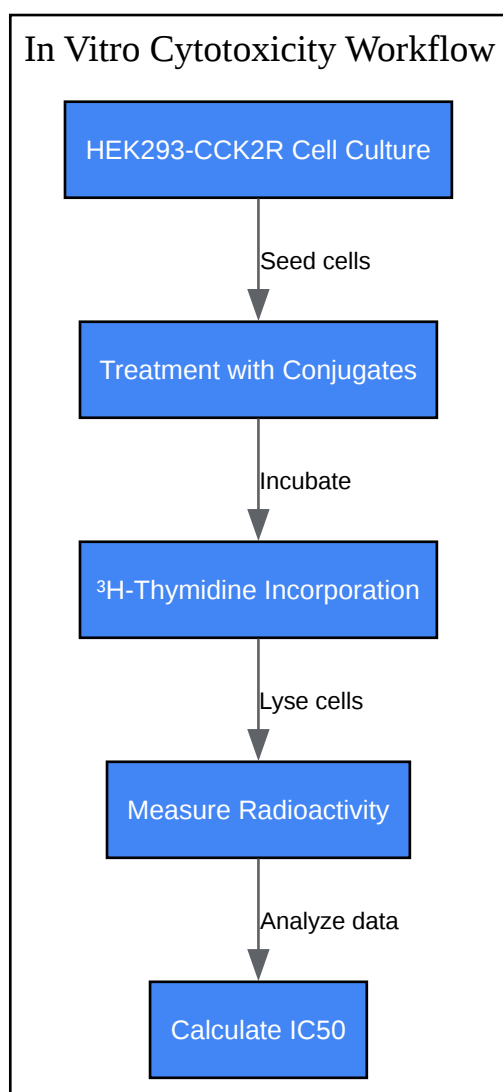 In Vitro Cytotoxicity Workflow
HEK293-CCK2R Cell Culture
Seed cells
Treatment with Conjugates
Incubate
³H-Thymidine Incorporation
Lyse cells
Measure Radioactivity
Analyze data
Calculate IC50